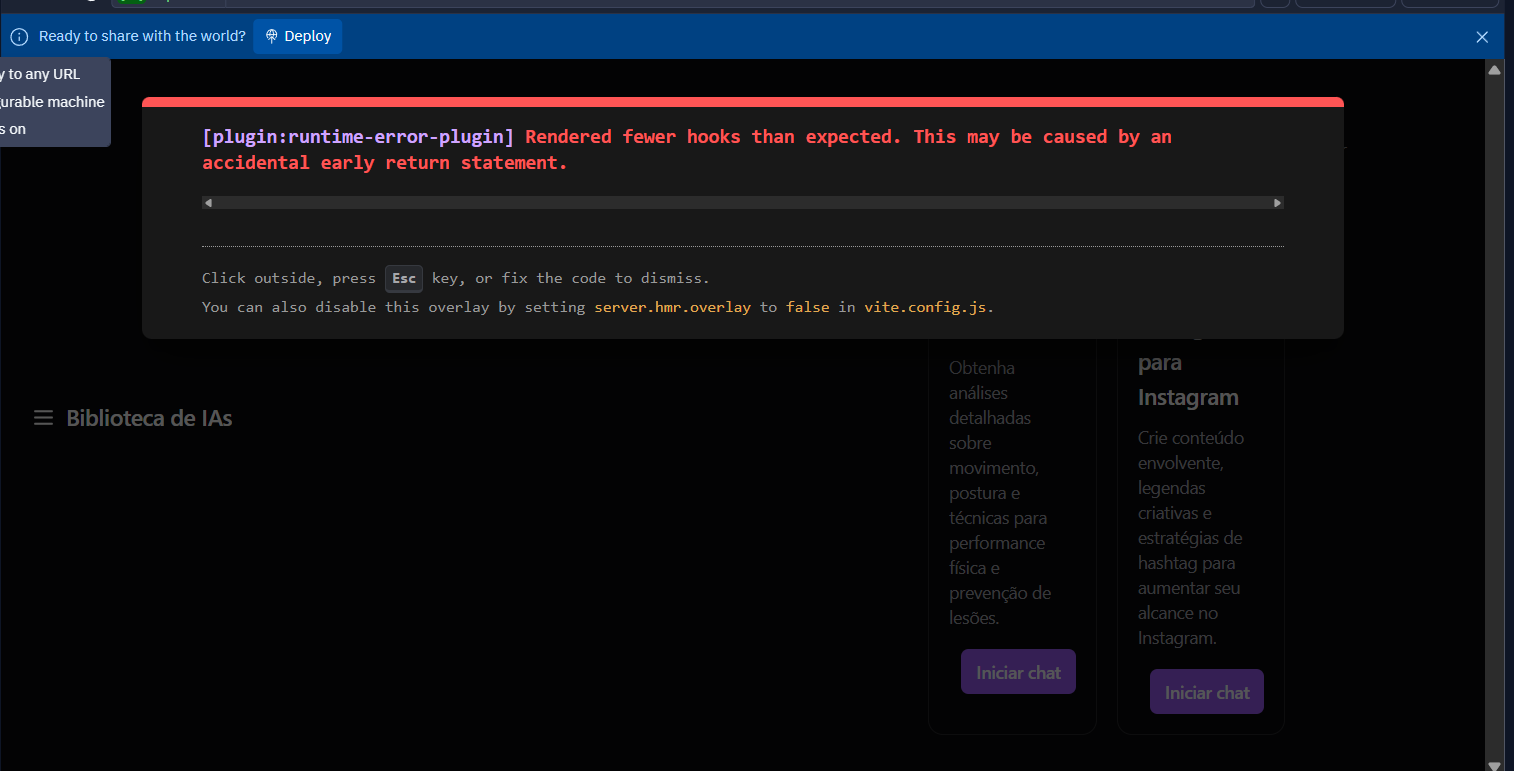 Ready to share with the world?
Deploy
y to any URL
urable machine
s on
[plugin:runtime-error-plugin] Rendered fewer hooks than expected. This may be caused by an
accidental early return statement.
Click outside, press Esc key, or fix the code to dismiss.
You can also disable this overlay by setting server.hmr.overlay to false in vite.config.js.
Biblioteca de IAs
Obtenha
análises
detalhadas
sobre
movimento,
postura e
técnicas para
performance
física e
prevenção de
lesões.
Iniciar chat
para
Instagram
Crie conteúdo
envolvente,
legendas
criativas e
estratégias de
hashtag para
aumentar seu
alcance no
Instagram.
Iniciar chat